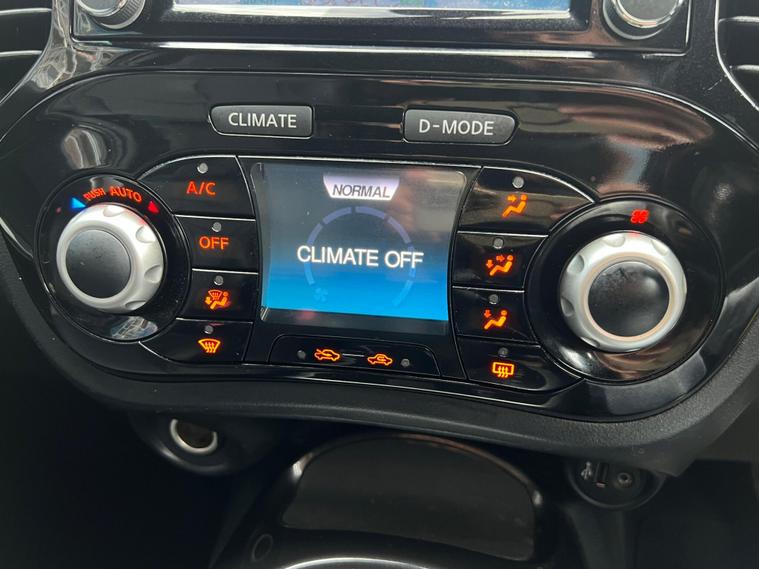 CLIMATE
D-MODE
PUSH AUTO
A/C
OFF
NORMAL
CLIMATE OFF